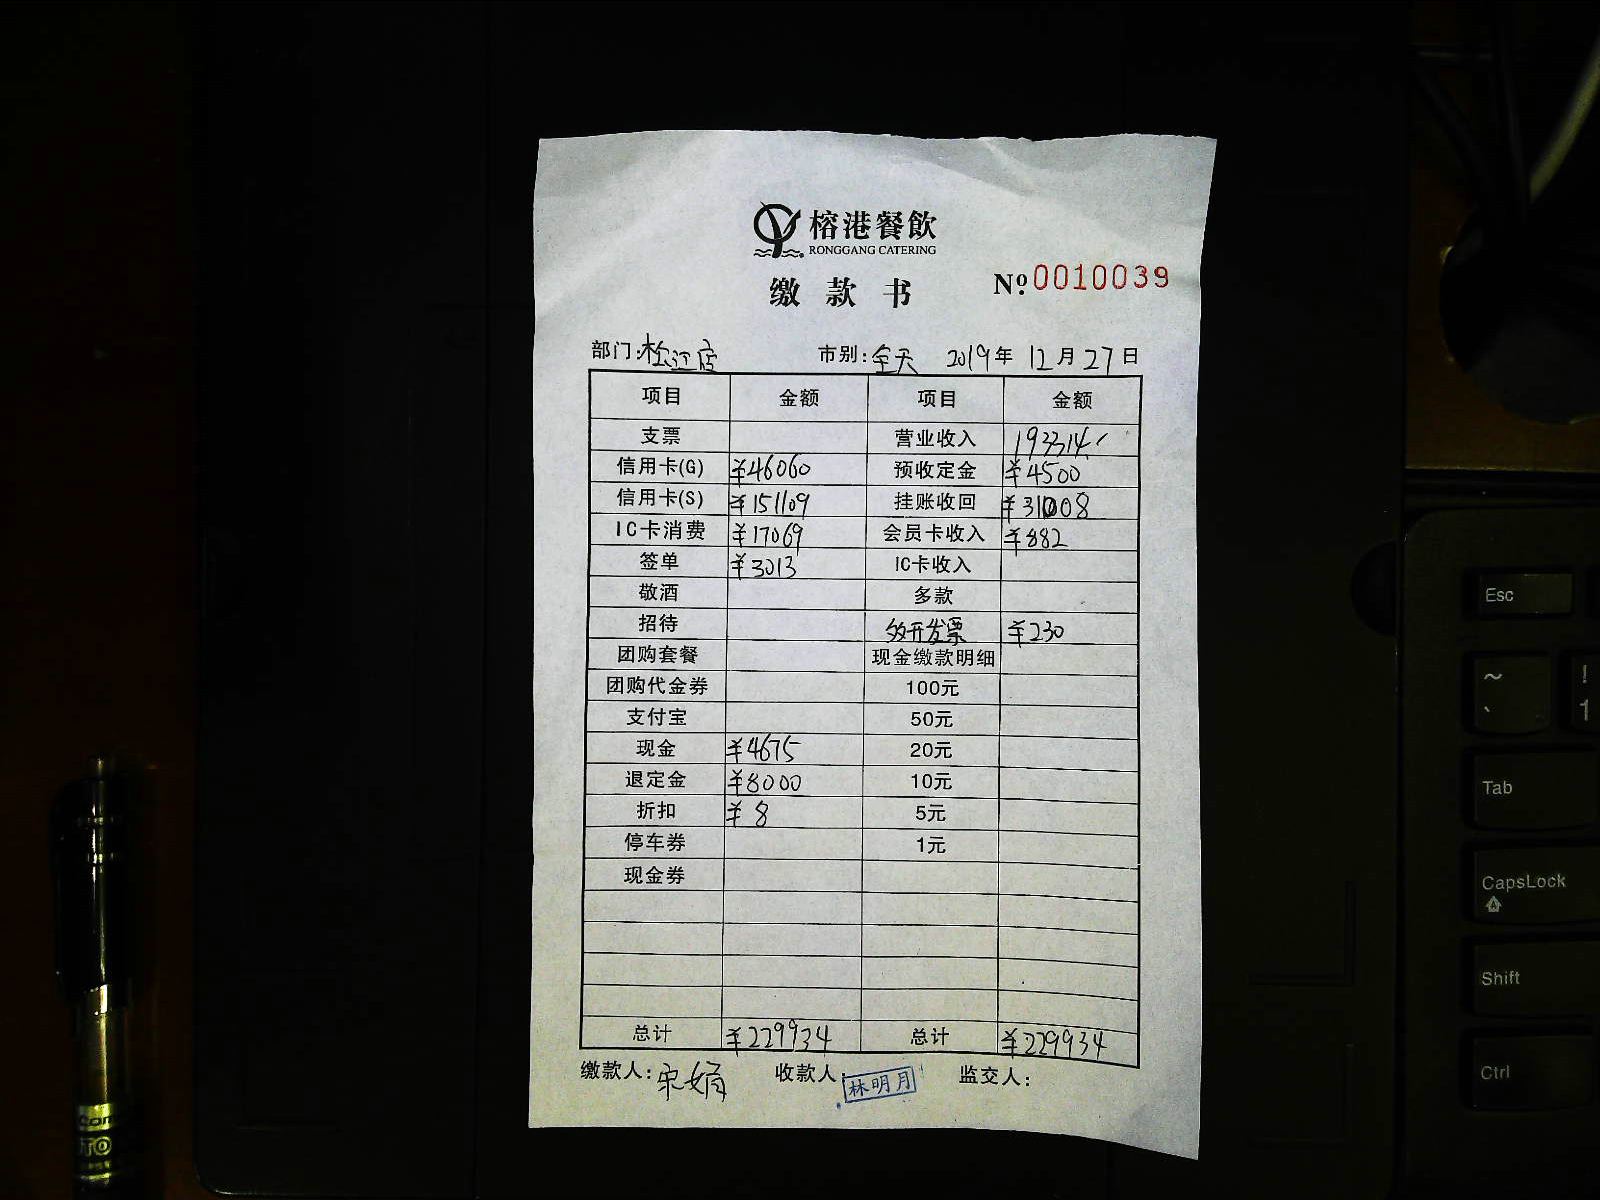 榕港餐飲
RONGGANG CATERING
缴款书
№ 0010039
部门:松江店 市别:全天 2019年12月27日
项目 金额 项目 金额
支票 营业收入 193314
信用卡(G) ¥46060 预收定金 ¥4500
信用卡(S) ¥151109 挂账收回 ¥31008
IC卡消费 ¥17069 会员卡收入 ¥882
签单 ¥3013 IC卡收入
敬酒 多款
招待 多开发票 ¥230
团购套餐 现金缴款明细
团购代金券 100元
支付宝 50元
现金 ¥4675 20元
退定金 ¥8000 10元
折扣 ¥8 5元
停车券 1元
现金券
总计 ¥229934 总计 ¥229934
缴款人:宋娟 收款人:林明月 监交人:
Esc
~
`
!
1
Tab
CapsLock
A
Shift
Ctrl